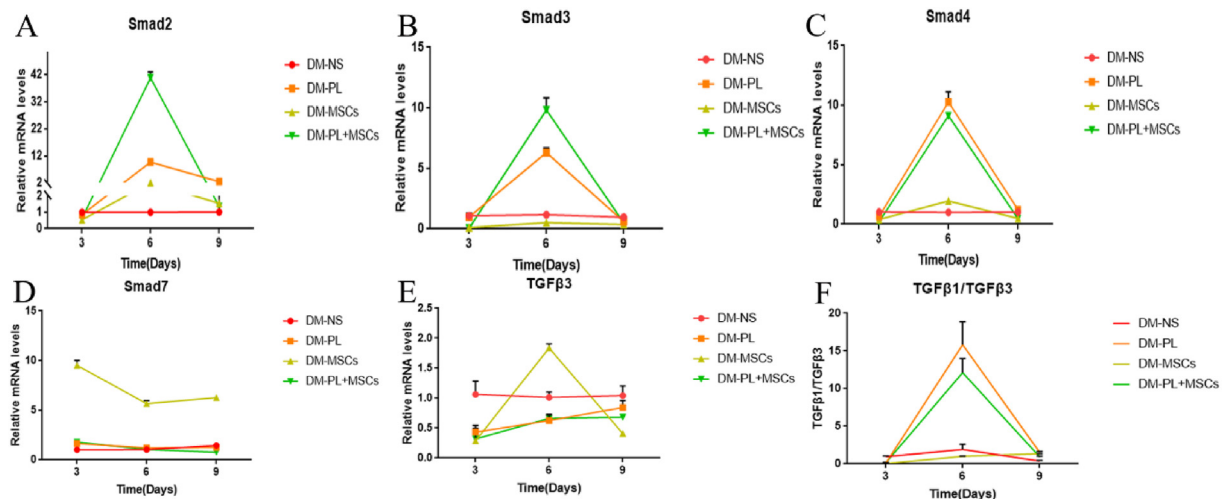 A
Smad2
Relative mRNA levels
42
32
22
12
2
2
1
0
3
6
9
Time(Days)
DM-NS
DM-PL
DM-MSCs
DM-PL+MSCs
B
Smad3
Relative mRNA levels
15
10
5
0
3
6
9
Time(Days)
DM-NS
DM-PL
DM-MSCs
DM-PL+MSCs
C
Smad4
Relative mRNA levels
15
10
5
0
3
6
9
Time(Days)
DM-NS
DM-PL
DM-MSCs
DM-PL+MSCs
D
Smad7
Relative mRNA levels
15
10
5
0
3
6
9
Time(Days)
DM-NS
DM-PL
DM-MSCs
DM-PL+MSCs
E
TGFβ3
Relative mRNA levels
2.5
2.0
1.5
1.0
0.5
0.0
3
6
9
Time(Days)
DM-NS
DM-PL
DM-MSCs
DM-PL+MSCs
F
TGFβ1/TGFβ3
TGFβ1/TGFβ3
20
15
10
5
0
3
6
9
Time(Days)
DM-NS
DM-PL
DM-MSCs
DM-PL+MSCs